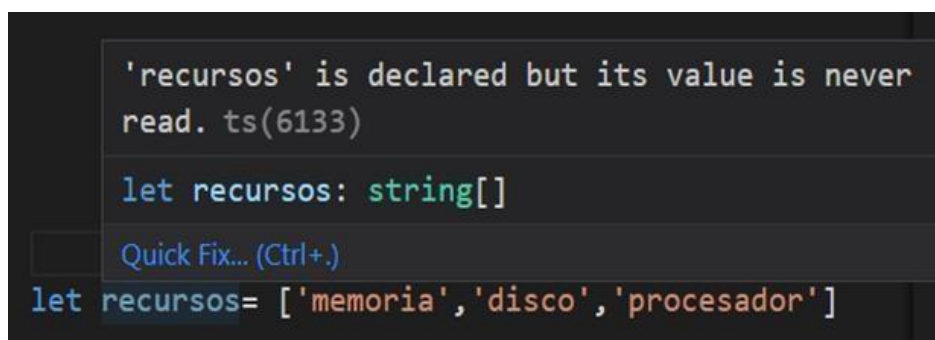 'recursos' is declared but its value is never
read. ts(6133)
let recursos: string[]
Quick Fix... (Ctrl+.)
let recursos= ['memoria','disco','procesador']